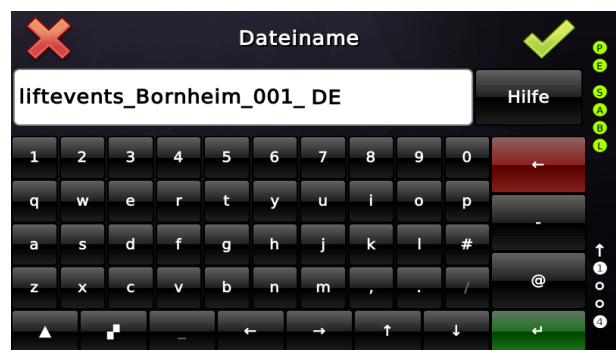 Dateiname
liftevents_Bornheim_001_ DE
Hilfe
1 2 3 4 5 6 7 8 9 0 ←
q w e r t y u i o p -
a s d f g h j k l #
z x c v b n m , . / @
▲ ▞ _ ← → ↑ ↓ ↵
P
E
S
A
B
L
↑
1
4